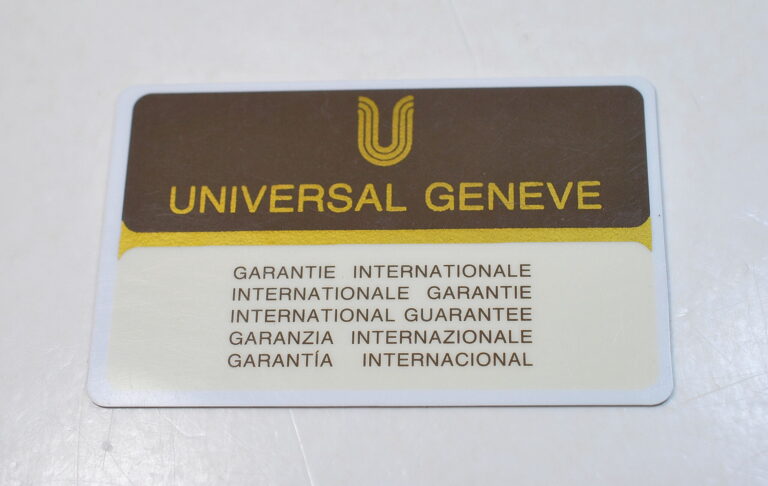 U
UNIVERSAL GENEVE
GARANTIE INTERNATIONALE
INTERNATIONALE GARANTIE
INTERNATIONAL GUARANTEE
GARANZIA INTERNAZIONALE
GARANTÍA INTERNACIONAL